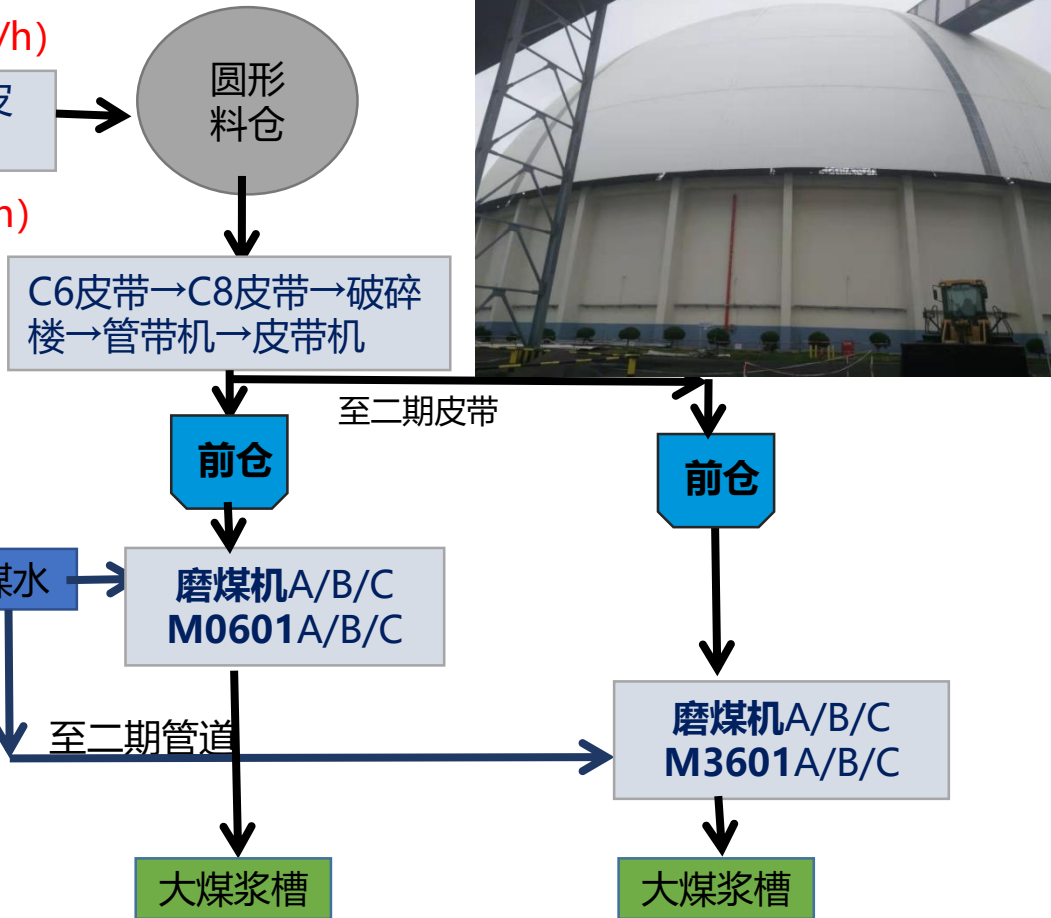 /h)
圆形
料仓
皮
h)
C6皮带→C8皮带→破碎
楼→管带机→皮带机
至二期皮带
前仓
前仓
煤水
磨煤机A/B/C
M0601A/B/C
至二期管道
磨煤机A/B/C
M3601A/B/C
大煤浆槽
大煤浆槽